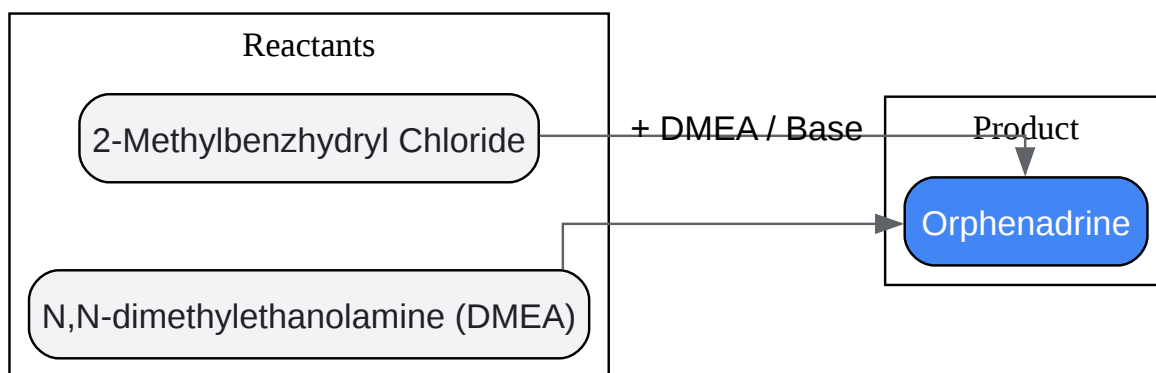 Reactants
2-Methylbenzhydryl Chloride
+ DMEA / Base
Product
Orphenadrine
N,N-dimethylethanolamine (DMEA)